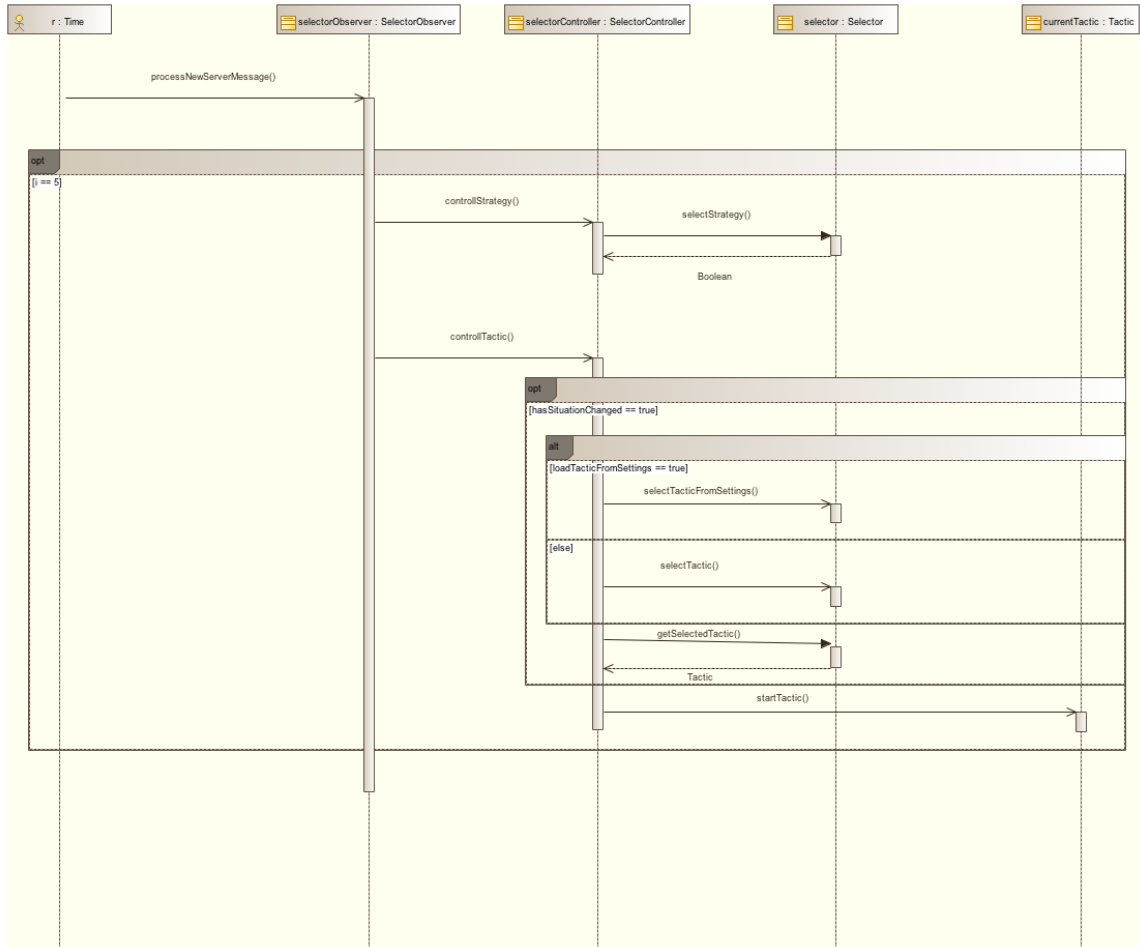 r : Time
selectorObserver : SelectorObserver
selectorController : SelectorController
selector : Selector
currentTactic : Tactic
processNewServerMessage()
opt
[i == 5]
controllStrategy()
selectStrategy()
Boolean
controllTactic()
opt
[hasSituationChanged == true]
alt
[loadTacticFromSettings == true]
selectTacticFromSettings()
[else]
selectTactic()
getSelectedTactic()
Tactic
startTactic()